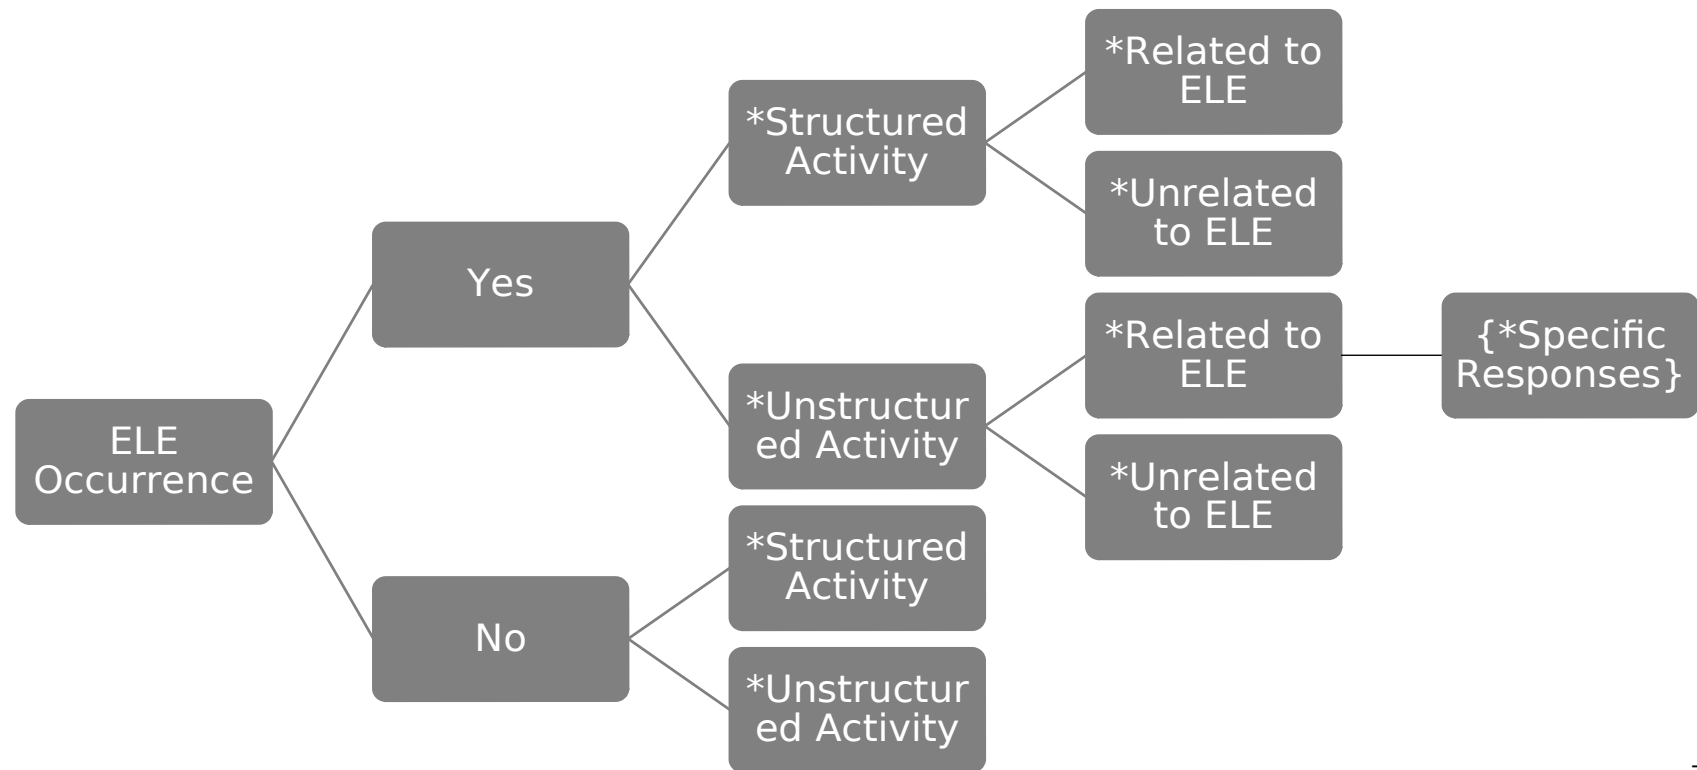 ELE
Occurrence
Yes
No
*Structured
Activity
*Unstructur
ed Activity
*Structured
Activity
*Unstructur
ed Activity
*Related to
ELE
*Unrelated
to ELE
*Related to
ELE
*Unrelated
to ELE
{*Specific
Responses}